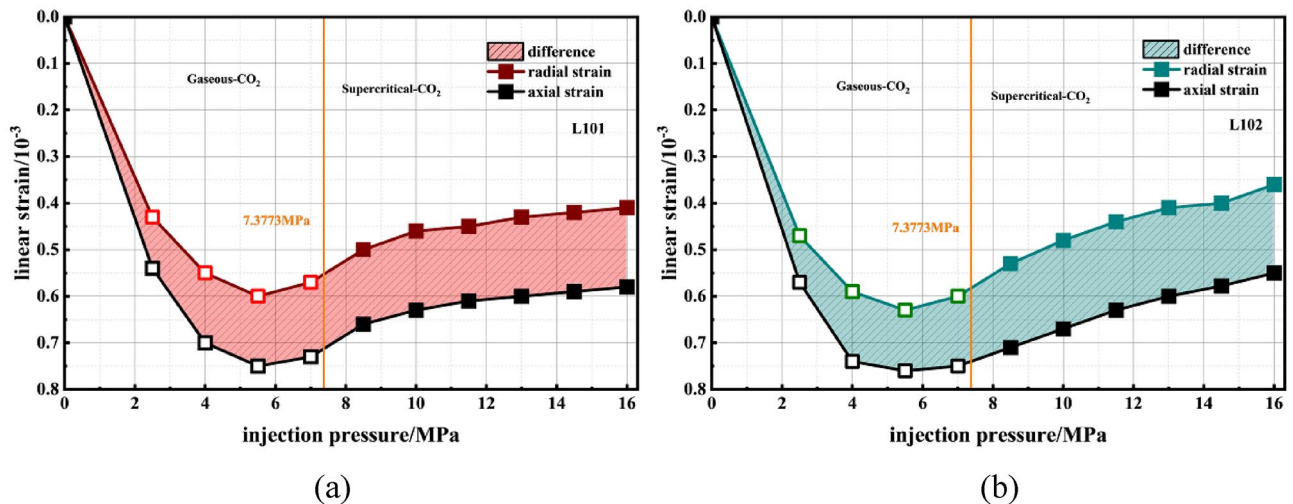 0.0
0.1
0.2
0.3
0.4
0.5
0.6
0.7
0.8
linear strain/10⁻³
difference
radial strain
axial strain
Gaseous-CO₂
Supercritical-CO₂
L101
7.3773MPa
0 2 4 6 8 10 12 14 16
injection pressure/MPa
(a)
0.0
0.1
0.2
0.3
0.4
0.5
0.6
0.7
0.8
linear strain/10⁻³
difference
radial strain
axial strain
Gaseous-CO₂
Supercritical-CO₂
L102
7.3773MPa
0 2 4 6 8 10 12 14 16
injection pressure/MPa
(b)